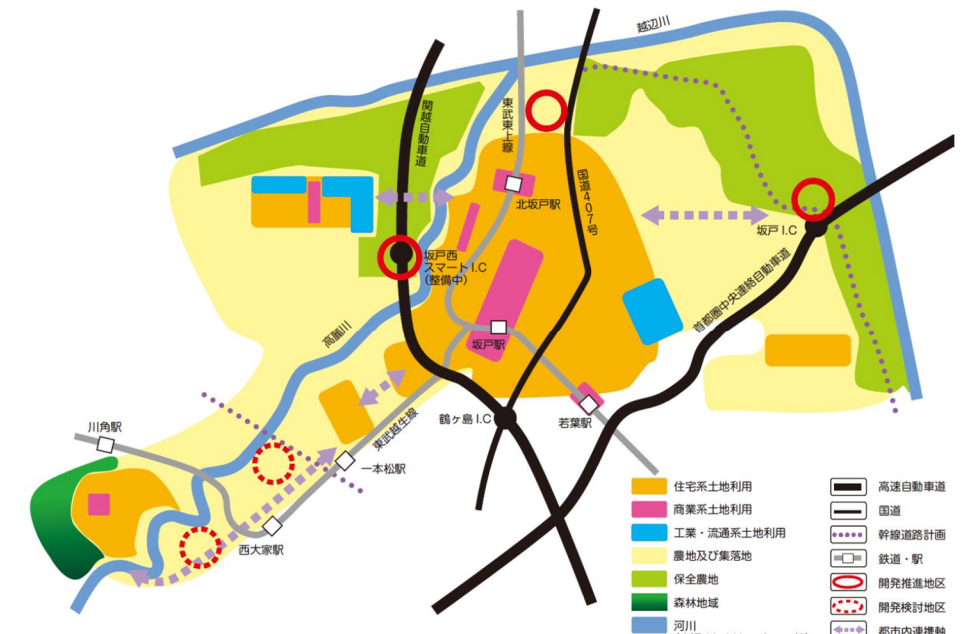 越辺川
関越自動車道
東武東上線
国道407号
北坂戸駅
坂戸I.C
坂戸西
スマートI.C
(整備中)
首都圏中央連絡自動車道
高麗川
坂戸駅
鶴ヶ島I.C
若葉駅
東武越生線
川角駅
一本松駅
西大家駅
住宅系土地利用
商業系土地利用
工業・流通系土地利用
農地及び集落地
保全農地
森林地域
河川
高速自動車道
国道
幹線道路計画
鉄道・駅
開発推進地区
開発検討地区
都市内連携軸